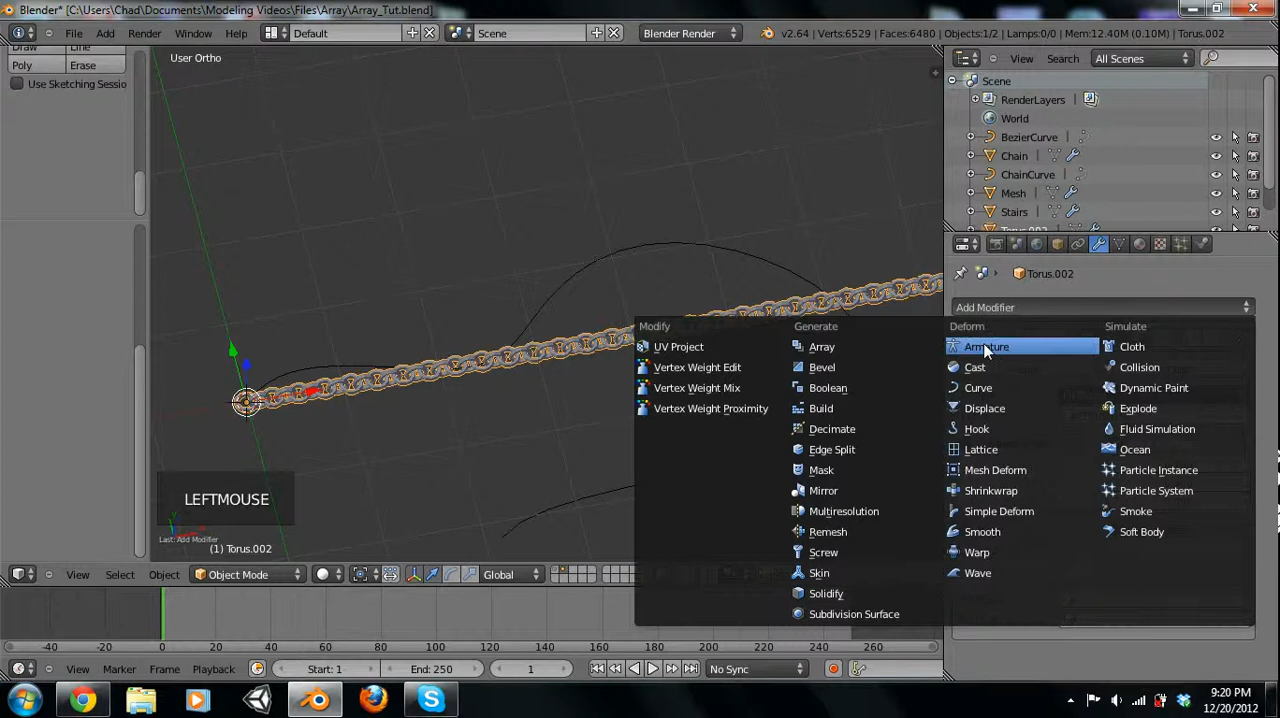 Blender* [C:\Users\Chad\Modeling Videos\Files\Array\Array_Tut.blend]
File Add Render Window Help Default Scene Blender Render v2.64 | Verts:6529 | Faces:6480 | Objects:1/2 | Lamps:0/0 | Mem:12.40M (0.10M) | Torus.002
Draw Line
Poly Erase
Use Sketching Sessio
User Ortho
View Search All Scenes
Scene
RenderLayers
World
BezierCurve
Chain
ChainCurve
Mesh
Stairs
Torus.002
Torus.002
Add Modifier
Modify Generate Deform Simulate
UV Project Array Armature Cloth
Vertex Weight Edit Bevel Cast Collision
Vertex Weight Mix Boolean Curve Dynamic Paint
Vertex Weight Proximity Build Displace Explode
Decimate Hook Fluid Simulation
Edge Split Lattice Ocean
Mask Mesh Deform Particle Instance
Mirror Shrinkwrap Particle System
Multiresolution Simple Deform Smoke
Remesh Smooth Soft Body
Screw Warp
Skin Wave
Solidify
Subdivision Surface
LEFTMOUSE
Last: Add Modifier
(1) Torus.002
View Select Object Object Mode Global
-40 -20 0 20 40 60 80 100 120 140 160 180 200 220 240 260
View Marker Frame Playback Start: 1 End: 250 1 No Sync
9:20 PM
12/20/2012